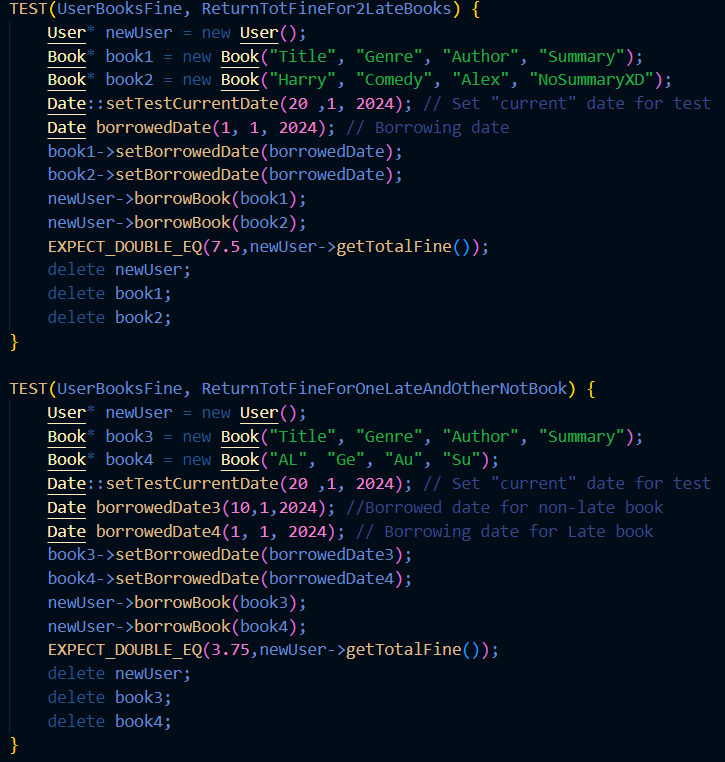 TEST(UserBooksFine, ReturnTotFineFor2LateBooks) {
    User* newUser = new User();
    Book* book1 = new Book("Title", "Genre", "Author", "Summary");
    Book* book2 = new Book("Harry", "Comedy", "Alex", "NoSummaryXD");
    Date::setTestCurrentDate(20 ,1, 2024); // Set "current" date for test
    Date borrowedDate(1, 1, 2024); // Borrowing date
    book1->setBorrowedDate(borrowedDate);
    book2->setBorrowedDate(borrowedDate);
    newUser->borrowBook(book1);
    newUser->borrowBook(book2);
    EXPECT_DOUBLE_EQ(7.5,newUser->getTotalFine());
    delete newUser;
    delete book1;
    delete book2;
}
TEST(UserBooksFine, ReturnTotFineForOneLateAndOtherNotBook) {
    User* newUser = new User();
    Book* book3 = new Book("Title", "Genre", "Author", "Summary");
    Book* book4 = new Book("AL", "Ge", "Au", "Su");
    Date::setTestCurrentDate(20 ,1, 2024); // Set "current" date for test
    Date borrowedDate3(10,1,2024); //Borrowed date for non-late book
    Date borrowedDate4(1, 1, 2024); // Borrowing date for Late book
    book3->setBorrowedDate(borrowedDate3);
    book4->setBorrowedDate(borrowedDate4);
    newUser->borrowBook(book3);
    newUser->borrowBook(book4);
    EXPECT_DOUBLE_EQ(3.75,newUser->getTotalFine());
    delete newUser;
    delete book3;
    delete book4;
}